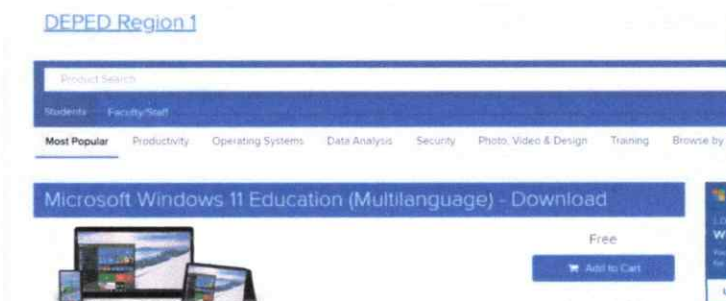 DEPED Region 1
Product Search
Students Faculty/Staff
Most Popular Productivity Operating Systems Data Analysis Security Photo, Video & Design Training Browse by
Microsoft Windows 11 Education (Multilanguage) - Download
Free
Add to Cart